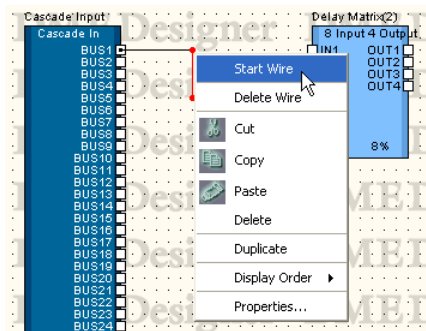 Cascade Input
Cascade In
BUS1
BUS2
BUS3
BUS4
BUS5
BUS6
BUS7
BUS8
BUS9
BUS10
BUS11
BUS12
BUS13
BUS14
BUS15
BUS16
BUS17
BUS18
BUS19
BUS20
BUS21
BUS22
BUS23
BUS24
Designer
Start Wire
Delete Wire
Cut
Copy
Paste
Delete
Duplicate
Display Order
Properties...
Delay Matrix(2)
8 Input 4 Output
IN1 OUT1
OUT2
OUT3
OUT4
8%